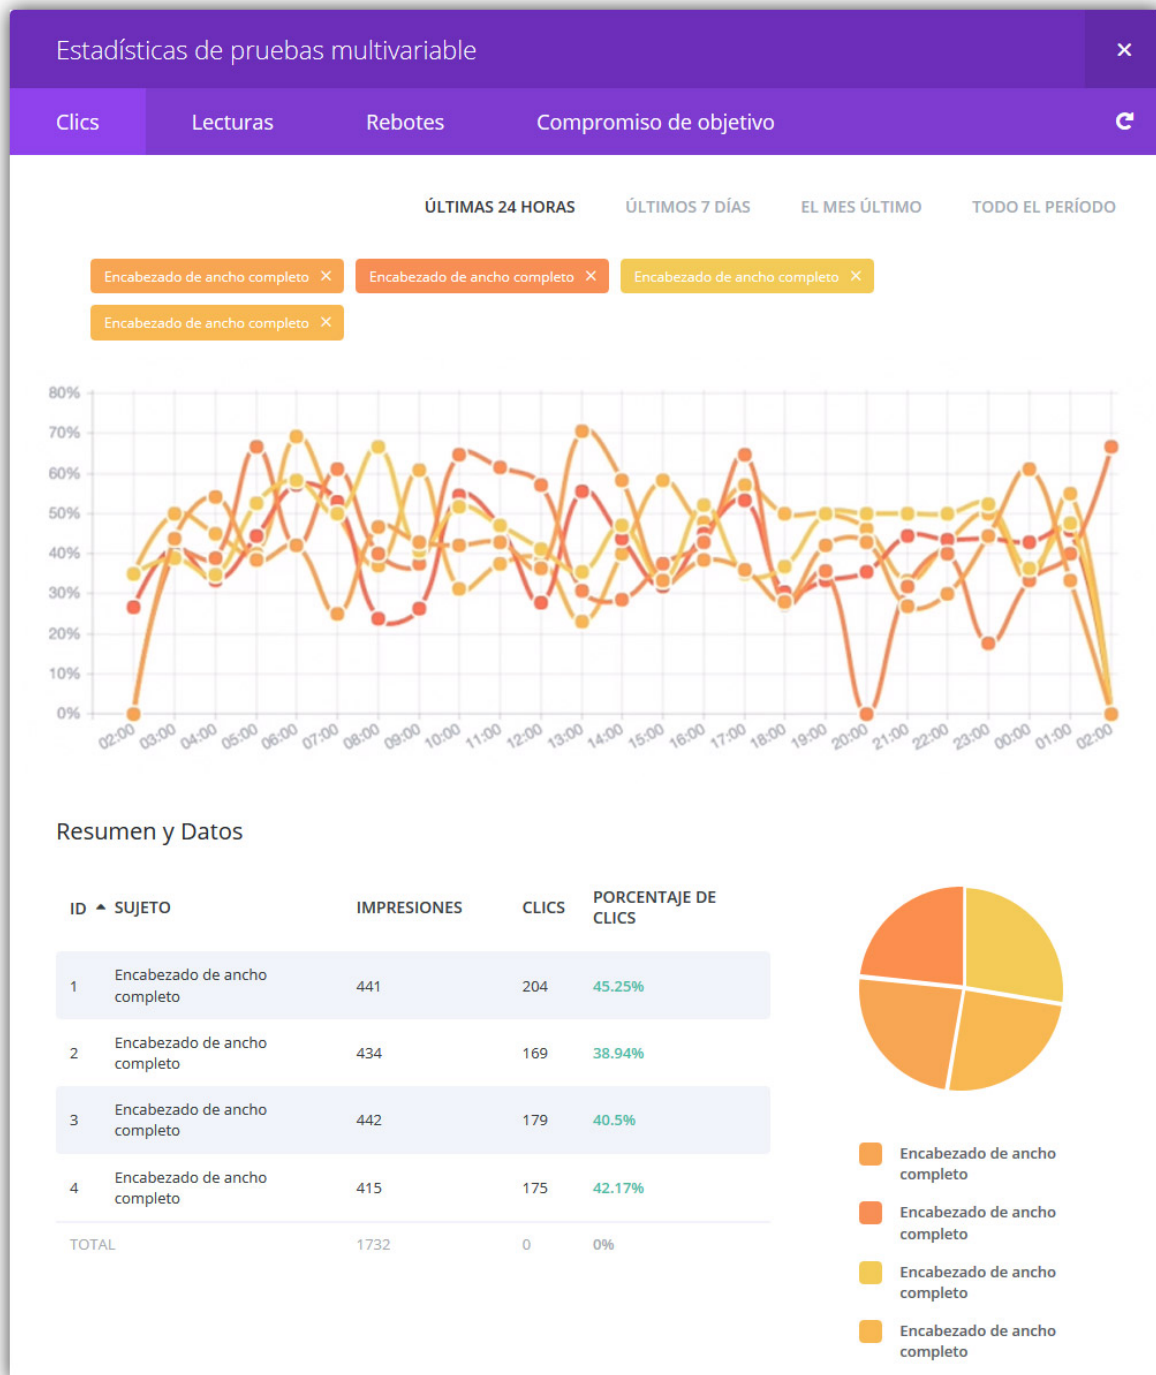 Estadísticas de pruebas multivariable ×
Clics Lecturas Rebotes Compromiso de objetivo
ÚLTIMAS 24 HORAS ÚLTIMOS 7 DÍAS EL MES ÚLTIMO TODO EL PERÍODO
Encabezado de ancho completo × Encabezado de ancho completo × Encabezado de ancho completo ×
Encabezado de ancho completo ×
80%
70%
60%
50%
40%
30%
20%
10%
0%
02:00 03:00 04:00 05:00 06:00 07:00 08:00 09:00 10:00 11:00 12:00 13:00 14:00 15:00 16:00 17:00 18:00 19:00 20:00 21:00 22:00 23:00 00:00 01:00 02:00
Resumen y Datos
ID SUJETO IMPRESIONES CLICS PORCENTAJE DE
CLICS
1 Encabezado de ancho
completo 441 204 45.25%
2 Encabezado de ancho
completo 434 169 38.94%
3 Encabezado de ancho
completo 442 179 40.5%
4 Encabezado de ancho
completo 415 175 42.17%
TOTAL 1732 0 0%
Encabezado de ancho
completo
Encabezado de ancho
completo
Encabezado de ancho
completo
Encabezado de ancho
completo